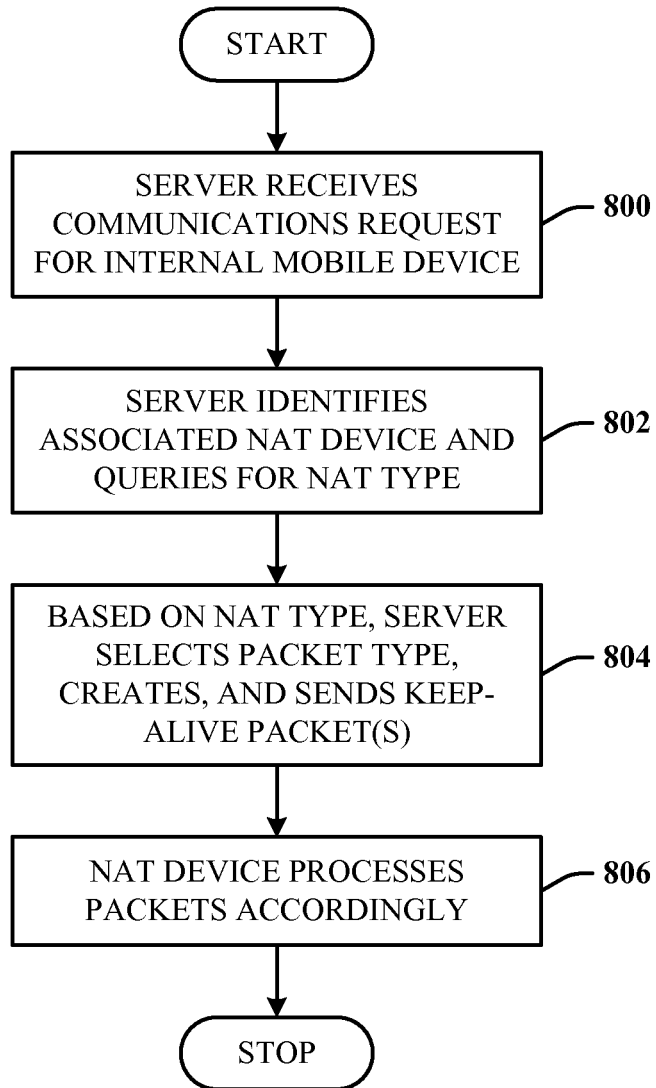 START
SERVER RECEIVES
COMMUNICATIONS REQUEST
FOR INTERNAL MOBILE DEVICE
800
SERVER IDENTIFIES
ASSOCIATED NAT DEVICE AND
QUERIES FOR NAT TYPE
802
BASED ON NAT TYPE, SERVER
SELECTS PACKET TYPE,
CREATES, AND SENDS KEEP-
ALIVE PACKET(S)
804
NAT DEVICE PROCESSES
PACKETS ACCORDINGLY
806
STOP